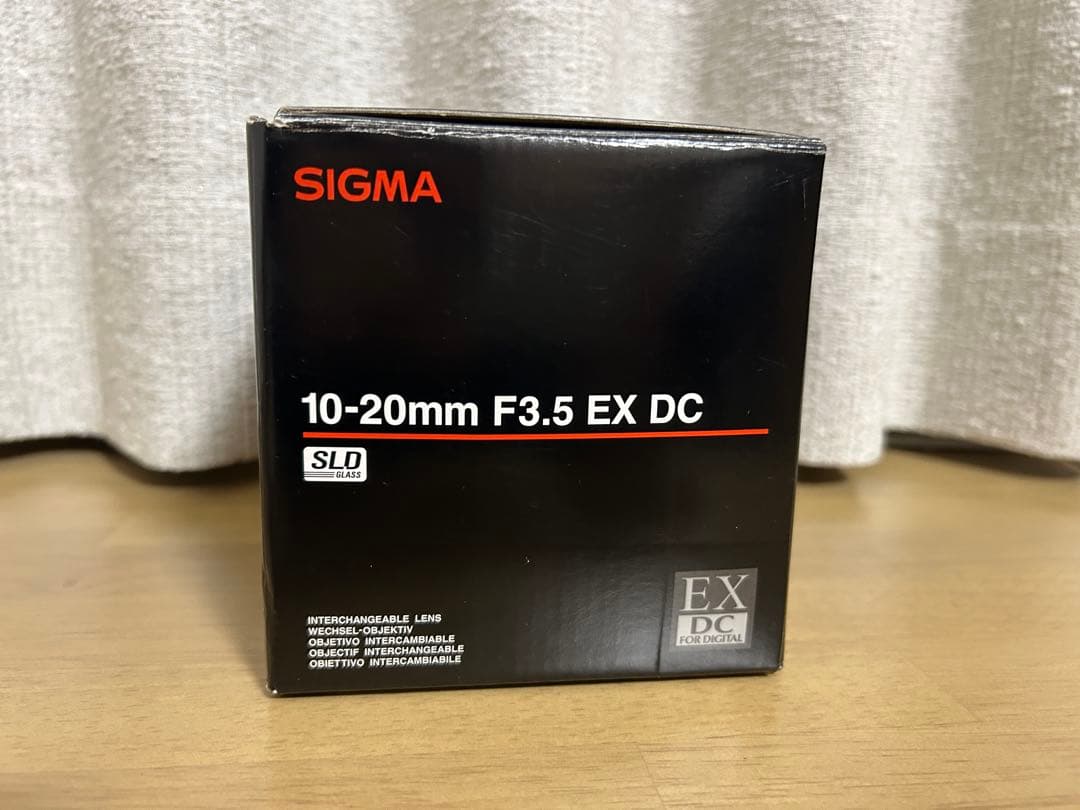 SIGMA
10-20mm F3.5 EX DC
SLD
GLASS
INTERCHANGEABLE LENS
WECHSEL-OBJEKTIV
OBJETIVO INTERCAMBIABLE
OBJECTIF INTERCHANGEABLE
OBIETTIVO INTERCAMBIABILE
EX
DC
FOR DIGITAL